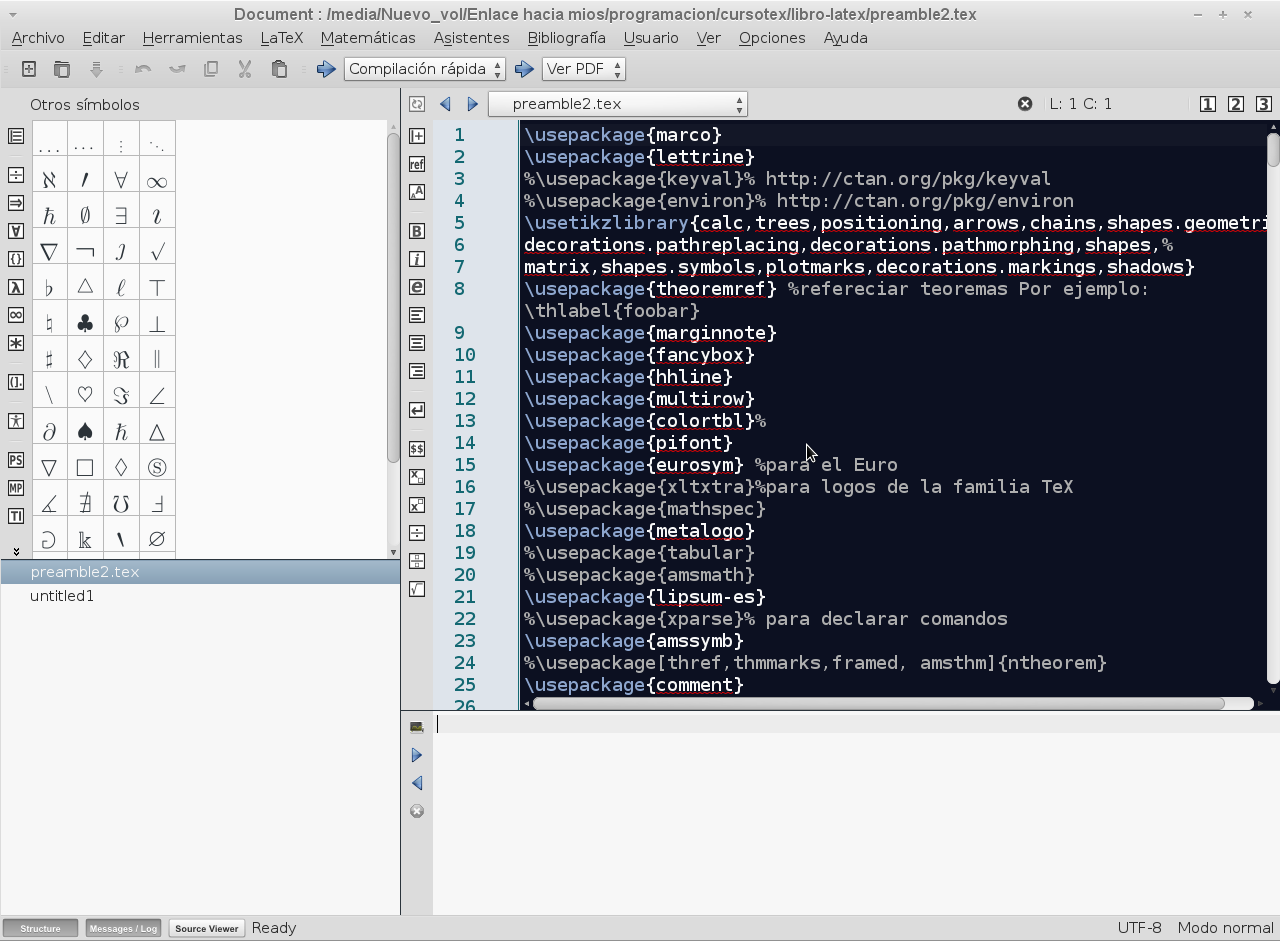 Document : /media/Nuevo_vol/Enlace hacia mios/programacion/cursotex/libro-latex/preamble2.tex
Archivo Editar Herramientas LaTeX Matemáticas Asistentes Bibliografía Usuario Ver Opciones Ayuda
Compilación rápida Ver PDF
Otros símbolos
preamble2.tex L: 1 C: 1 1 2 3
... ··· ⋮ ⋱
ℵ ′ ∀ ∞
ℏ ∅ ∃ ı
∇ ¬ ȷ √
♭ △ ℓ ⊤
♮ ♣ ℘ ⊥
♯ ♢ ℜ ∥
\ ♡ ℑ ∠
∂ ♠ ℏ △
▽ □ ◊ Ⓢ
∡ ∄ ℧ Ⅎ
⅁ 𝕜 ‵ ∅
ref
B
i
e
$$
PS
MP
TI
1 \usepackage{marco}
2 \usepackage{lettrine}
3 %\usepackage{keyval}% http://ctan.org/pkg/keyval
4 %\usepackage{environ}% http://ctan.org/pkg/environ
5 \usetikzlibrary{calc,trees,positioning,arrows,chains,shapes.geometri
6 decorations.pathreplacing,decorations.pathmorphing,shapes,%
7 matrix,shapes.symbols,plotmarks,decorations.markings,shadows}
8 \usepackage{theoremref} %refereciar teoremas Por ejemplo:
\thlabel{foobar}
9 \usepackage{marginnote}
10 \usepackage{fancybox}
11 \usepackage{hhline}
12 \usepackage{multirow}
13 \usepackage{colortbl}%
14 \usepackage{pifont}
15 \usepackage{eurosym} %para el Euro
16 %\usepackage{xltxtra}%para logos de la familia TeX
17 %\usepackage{mathspec}
18 \usepackage{metalogo}
19 %\usepackage{tabular}
20 %\usepackage{amsmath}
21 \usepackage{lipsum-es}
22 %\usepackage{xparse}% para declarar comandos
23 \usepackage{amssymb}
24 %\usepackage[thref,thmmarks,framed, amsthm]{ntheorem}
25 \usepackage{comment}
26
preamble2.tex
untitled1
Structure Messages / Log Source Viewer Ready UTF-8 Modo normal